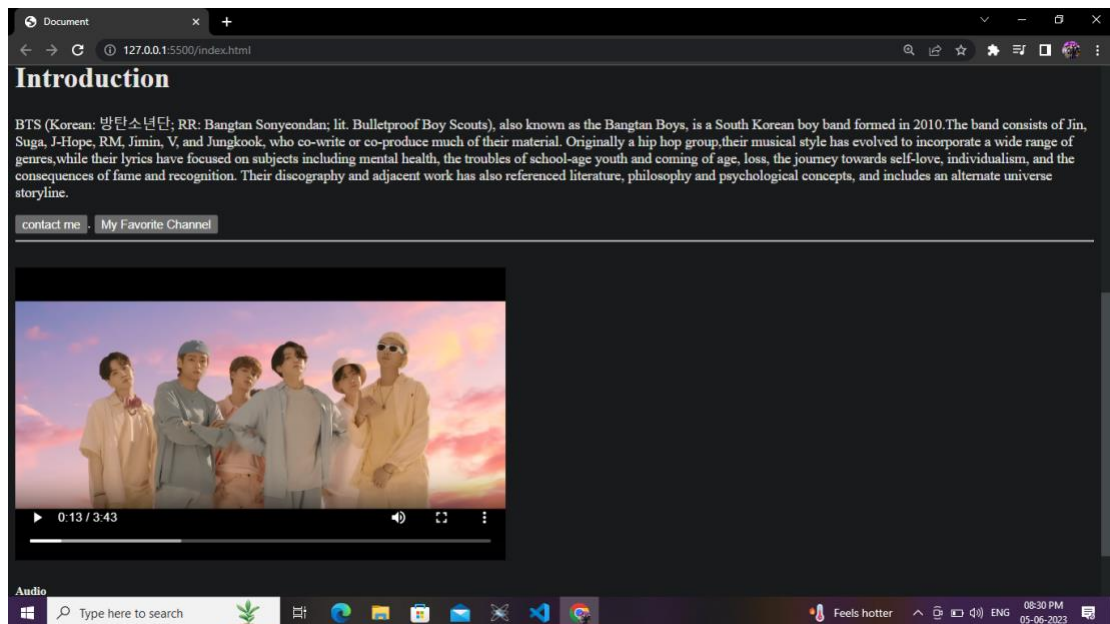 Document
127.0.0.1:5500/index.html
Introduction
BTS (Korean: 방탄소년단; RR: Bangtan Sonyeondan; lit. Bulletproof Boy Scouts), also known as the Bangtan Boys, is a South Korean boy band formed in 2010.The band consists of Jin,
Suga, J-Hope, RM, Jimin, V, and Jungkook, who co-write or co-produce much of their material. Originally a hip hop group,their musical style has evolved to incorporate a wide range of
genres,while their lyrics have focused on subjects including mental health, the troubles of school-age youth and coming of age, loss, the journey towards self-love, individualism, and the
consequences of fame and recognition. Their discography and adjacent work has also referenced literature, philosophy and psychological concepts, and includes an alternate universe
storyline.
contact me . My Favorite Channel
0:13 / 3:43
Audio
Type here to search
Feels hotter
ENG
08:30 PM
05-06-2023